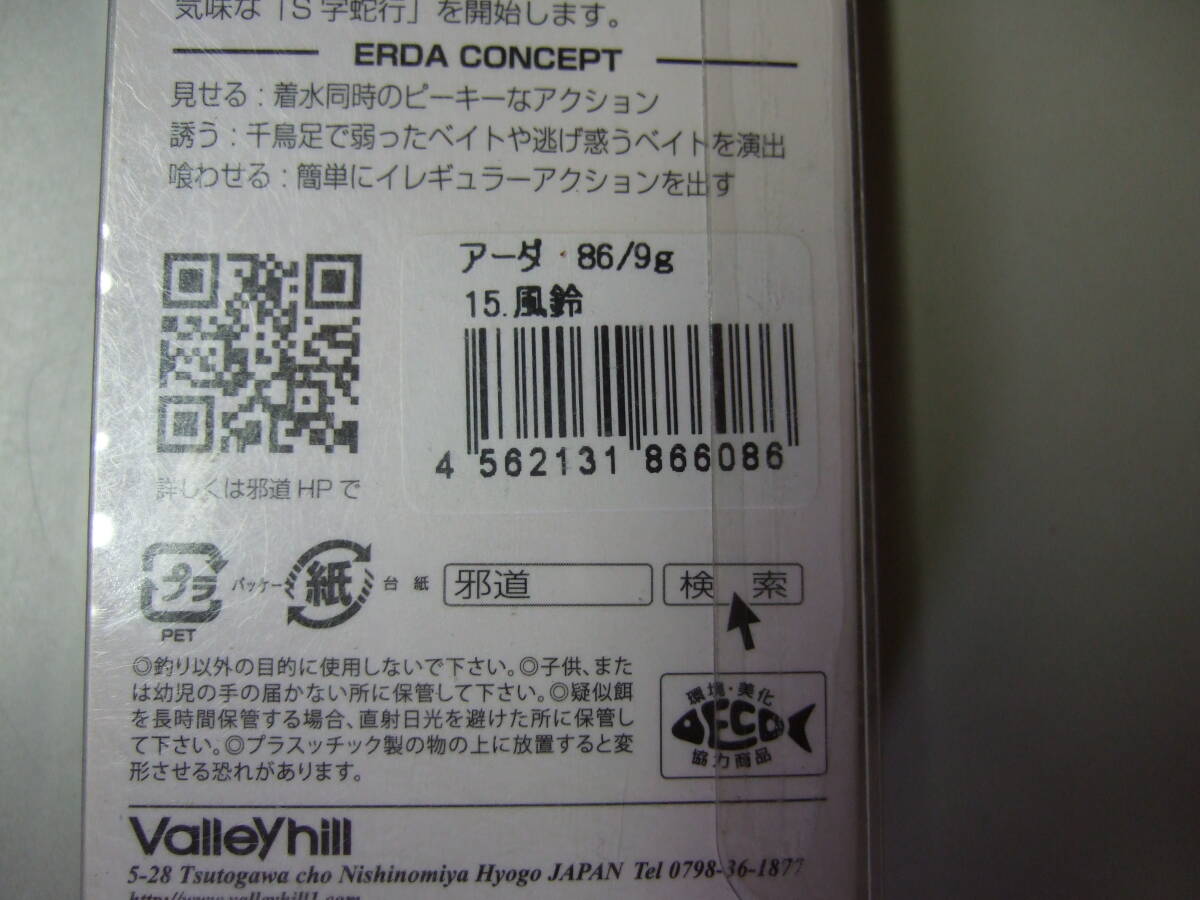 気味な「S字蛇行」を開始します。
ERDA CONCEPT
見せる：着水同時のピーキーなアクション
誘う：千鳥足で弱ったベイトや逃げ惑うベイトを演出
喰わせる：簡単にイレギュラーアクションを出す
アーダ 86/9g
15.風鈴
4 562131 866086
詳しくは邪道HPで
プラ
PET
パッケージ
紙
台紙
邪道
検 索
◎釣り以外の目的に使用しないで下さい。◎子供、また
は幼児の手の届かない所に保管して下さい。◎疑似餌
を長時間保管する場合、直射日光を避けた所に保管し
て下さい。◎プラスッチック製の物の上に放置すると変
形させる恐れがあります。
環境・美化
ECO
協力商品
ValleyHill
5-28 Tsutogawa cho Nishinomiya Hyogo JAPAN Tel 0798-36-1877
http://www.valleyhill1.com